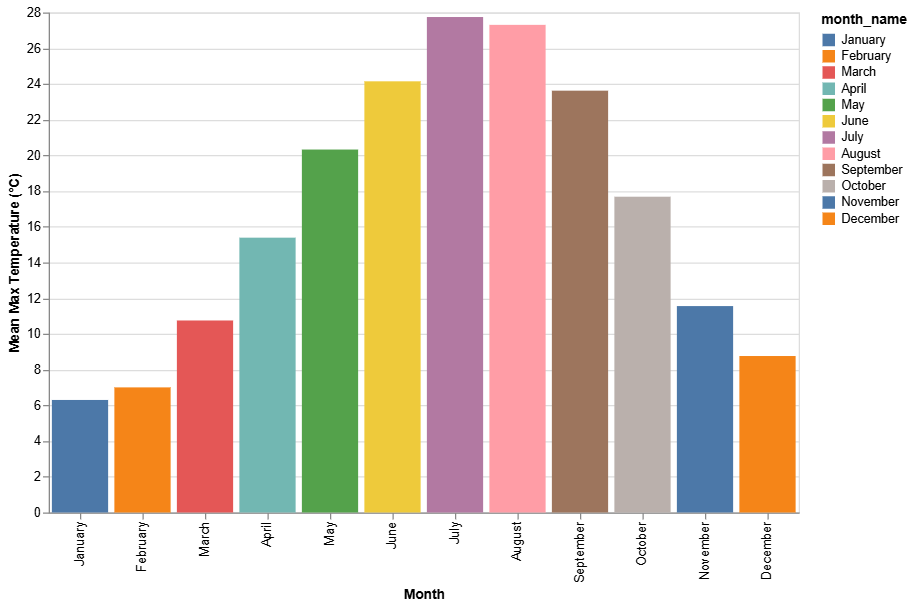 28
26
24
22
20
18
16
14
12
10
8
6
4
2
0
Mean Max Temperature (°C)
January
February
March
April
May
June
July
August
September
October
November
December
Month
month_name
January
February
March
April
May
June
July
August
September
October
November
December